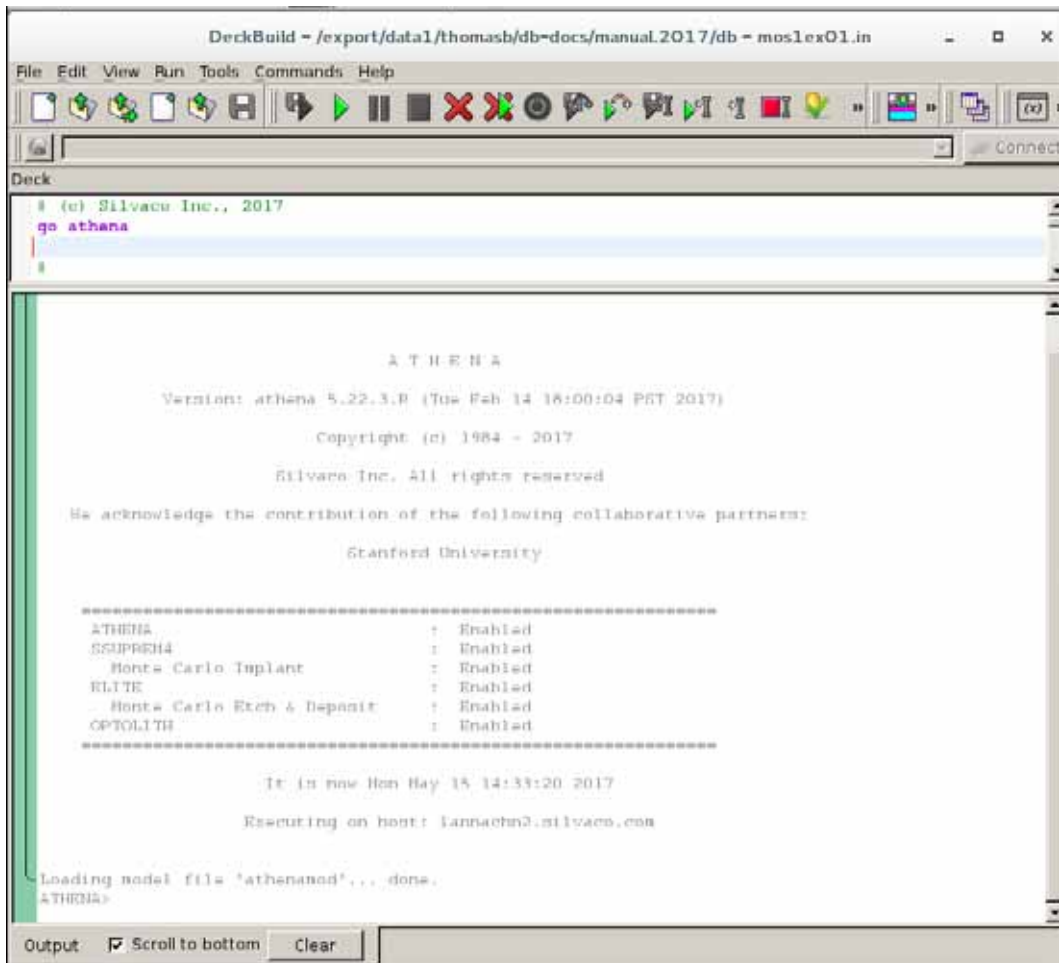 DeckBuild - /export/data1/thomasb/db-docs/manual.2017/db - mos1ex01.in
File Edit View Run Tools Commands Help
Connect
Deck
# (c) Silvaco Inc., 2017
go athena
#
A T H E N A
Version: athena 5.22.3.R (Tue Feb 14 18:00:04 PST 2017)
Copyright (c) 1984 - 2017
Silvaco Inc. All rights reserved
We acknowledge the contribution of the following collaborative partners:
Stanford University
ATHENA : Enabled
SSUPREM4 : Enabled
Monte Carlo Implant : Enabled
ELITE : Enabled
Monte Carlo Etch & Deposit : Enabled
OPTOLITH : Enabled
It is now Mon May 15 14:33:20 2017
Executing on host:
Loading model file 'athenamod'... done.
ATHENA>
Output Scroll to bottom Clear